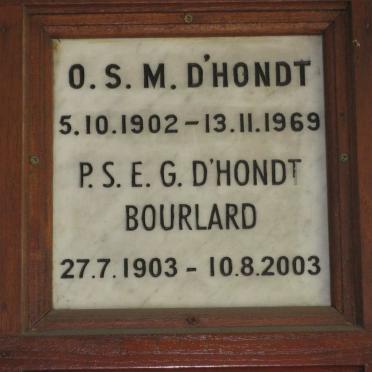 O. S. M. D'HONDT
5.10.1902 - 13.11.1969
P. S. E. G. D'HONDT
BOURLARD
27.7.1903 - 10.8.2003